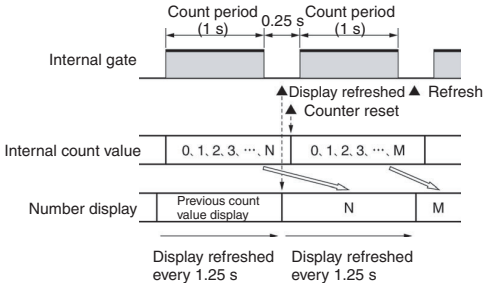 Count period
(1 s)
0.25 s
Count period
(1 s)
Internal gate
▲Display refreshed ▲ Refresh
▲ Counter reset
Internal count value
0, 1, 2, 3, ···, N
0, 1, 2, 3, ···, M
Number display
Previous count
value display
N
M
Display refreshed
every 1.25 s
Display refreshed
every 1.25 s